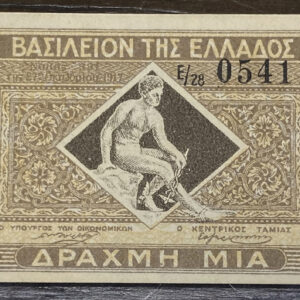 ΒΑΣΙΛΕΙΟΝ ΤΗΣ ΕΛΛΑΔΟΣ
E/28 0541
Ο ΥΠΟΥΡΓΟΣ ΤΩΝ ΟΙΚΟΝΟΜΙΚΩΝ Ο ΚΕΝΤΡΙΚΟΣ ΤΑΜΙΑΣ
ΔΡΑΧΜΗ ΜΙΑ